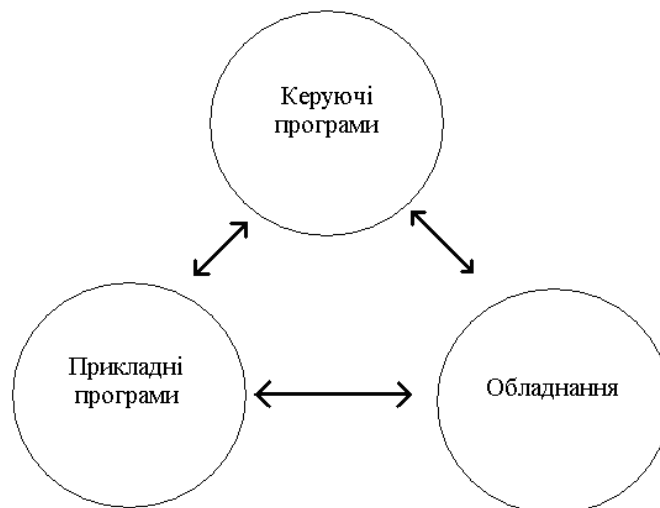 Керуючі
програми
Прикладні
програми
Обладнання